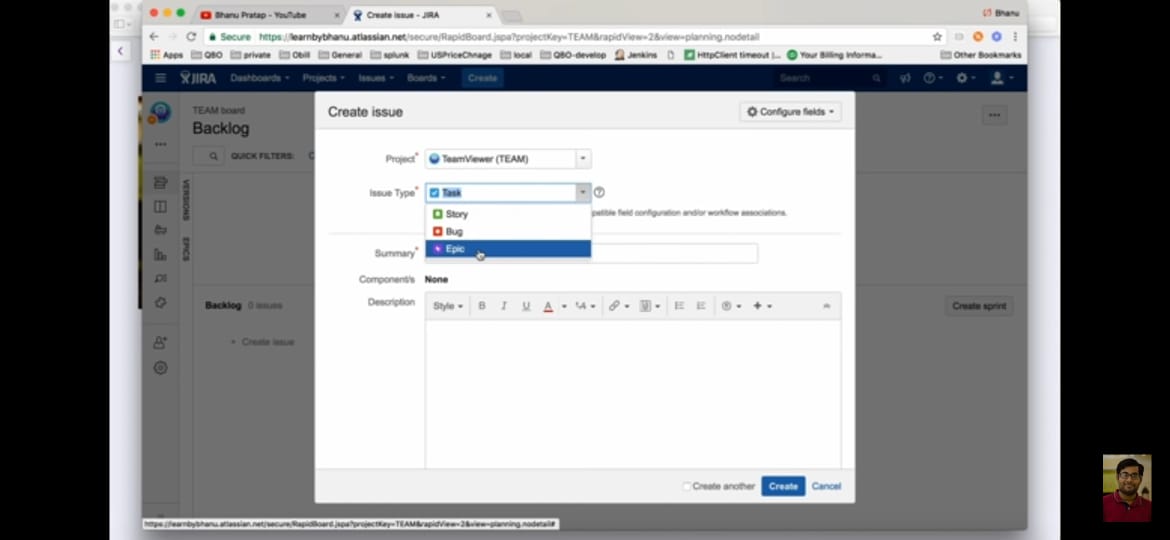 Bhanu Pratap - YouTube
Create issue - JIRA
Bhanu
Secure https://learnbybhanu.atlassian.net/secure/RapidBoard.jspa?projectKey=TEAM&rapidView=2&view=planning.nodetail
Apps QBO private Obill General splunk USPriceChnage local QBO-develop Jenkins HttpClient timeout |... Your Billing Informa... Other Bookmarks
JIRA Dashboards Projects Issues Boards Create Search
TEAM board
Backlog
QUICK FILTERS:
VERSIONS
EPICS
Backlog 0 issues
Create sprint
+ Create issue
Create issue
Configure fields
Project* TeamViewer (TEAM)
Issue Type* Task
Story
patible field configuration and/or workflow associations.
Bug
Epic
Summary*
Component/s None
Description
Style B I U A
Create another Create Cancel
https://learnbybhanu.atlassian.net/secure/RapidBoard.jspa?projectKey=TEAM&rapidView=2&view=planning.nodetail#